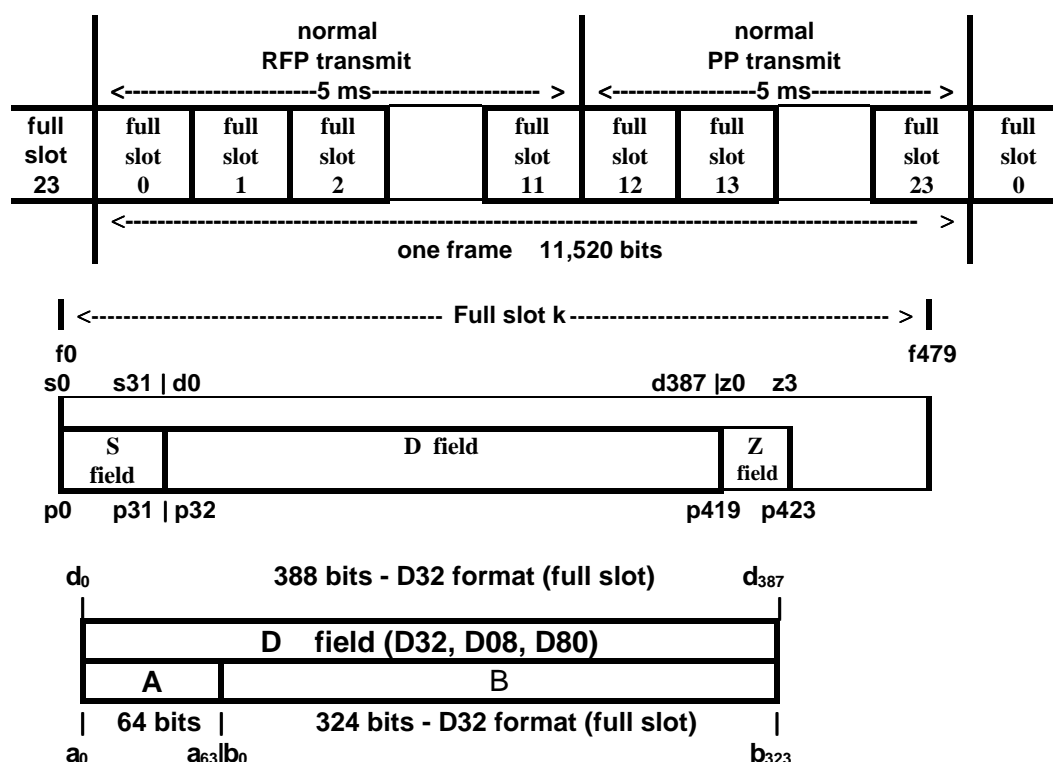 normal normal
RFP transmit PP transmit
<-------------------------5 ms------------------- > <----------------5 ms------------- >
full full full full full full full full full
slot slot slot slot slot slot slot slot slot
23 0 1 2 11 12 13 23 0
<--------------------------------------------------------------------------------- >
one frame 11,520 bits
<------------------------------------------- Full slot k --------------------------------------- >
f0 f479
s0 s31 | d0 d387 |z0 z3
S D field Z
field field
p0 p31 | p32 p419 p423
d₀ 388 bits - D32 format (full slot) d₃₈₇
| |
D field (D32, D08, D80)
A B
| 64 bits | 324 bits - D32 format (full slot) |
a₀ a₆₃|b₀ b₃₂₃